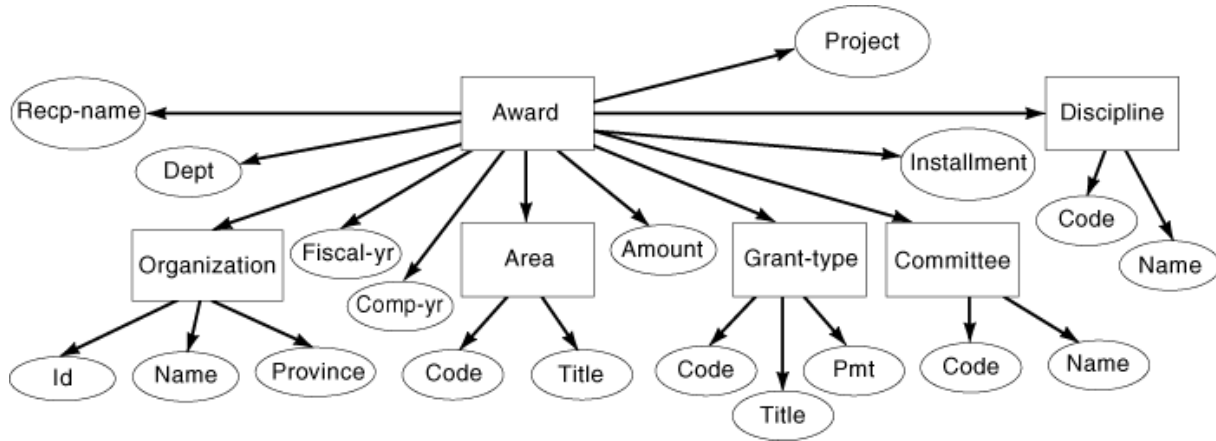 Project
Recp-name
Award
Discipline
Dept
Installment
Code
Organization
Fiscal-yr
Area
Amount
Grant-type
Committee
Name
Comp-yr
Id
Name
Province
Code
Title
Code
Pmt
Code
Name
Title